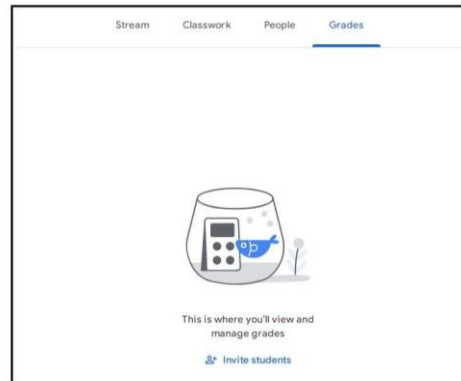 Stream Classwork People Grades
This is where you'll view and
manage grades
Invite students